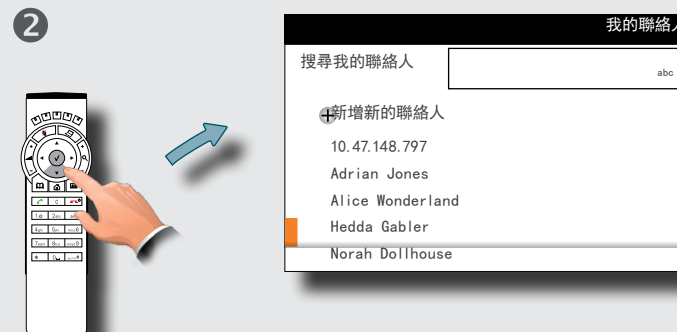 2
我的聯絡人
搜尋我的聯絡人
abc
新增新的聯絡人
10.47.148.797
Adrian Jones
Alice Wonderland
Hedda Gabler
Norah Dollhouse